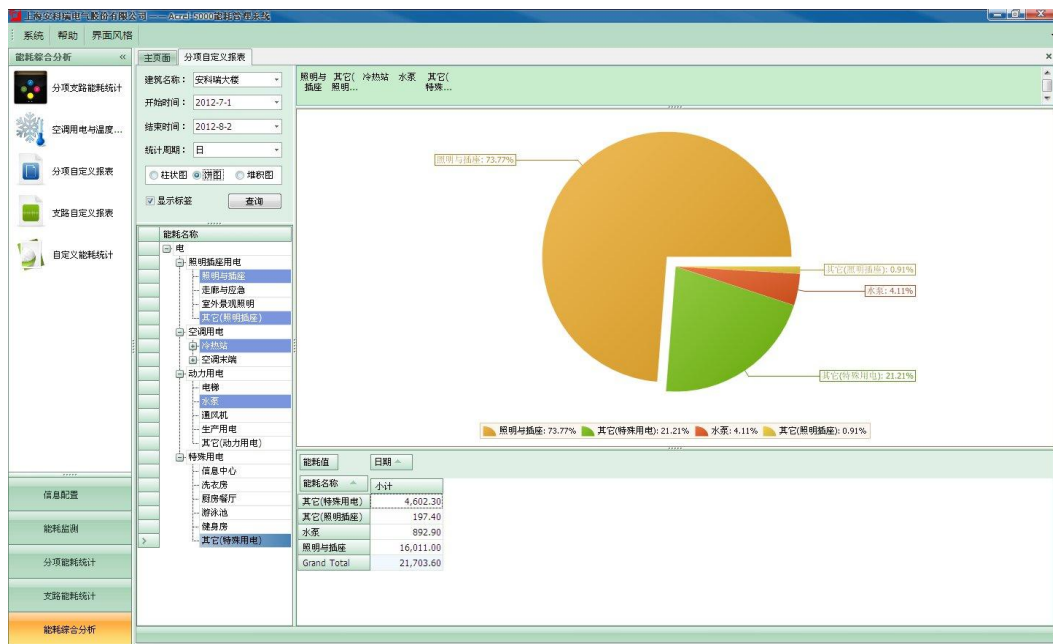 上海安科瑞电气股份有限公司 —— Acrel-5000能耗管理系统
系统 帮助 界面风格
能耗综合分析 «
分项支路能耗统计
空调用电与温度...
分项自定义报表
支路自定义报表
自定义能耗统计
信息配置
能耗监测
分项能耗统计
支路能耗统计
能耗综合分析
主页面 分项自定义报表
建筑名称: 安科瑞大楼
开始时间: 2012-7-1
结束时间: 2012-8-2
统计周期: 日
柱状图 饼图 堆积图
显示标签 查询
能耗名称
电
照明插座用电
照明与插座
走廊与应急
室外景观照明
其它(照明插座)
空调用电
冷热站
空调末端
动力用电
电梯
水泵
通风机
生产用电
其它(动力用电)
特殊用电
信息中心
洗衣房
厨房餐厅
游泳池
健身房
其它(特殊用电)
照明与 其它( 冷热站 水泵 其它(
插座 照明... 特殊...
照明与插座: 73.77%
其它(照明插座): 0.91%
水泵: 4.11%
其它(特殊用电): 21.21%
照明与插座: 73.77% 其它(特殊用电): 21.21% 水泵: 4.11% 其它(照明插座): 0.91%
能耗值 日期
能耗名称 小计
其它(特殊用电) 4,602.30
其它(照明插座) 197.40
水泵 892.90
照明与插座 16,011.00
Grand Total 21,703.60